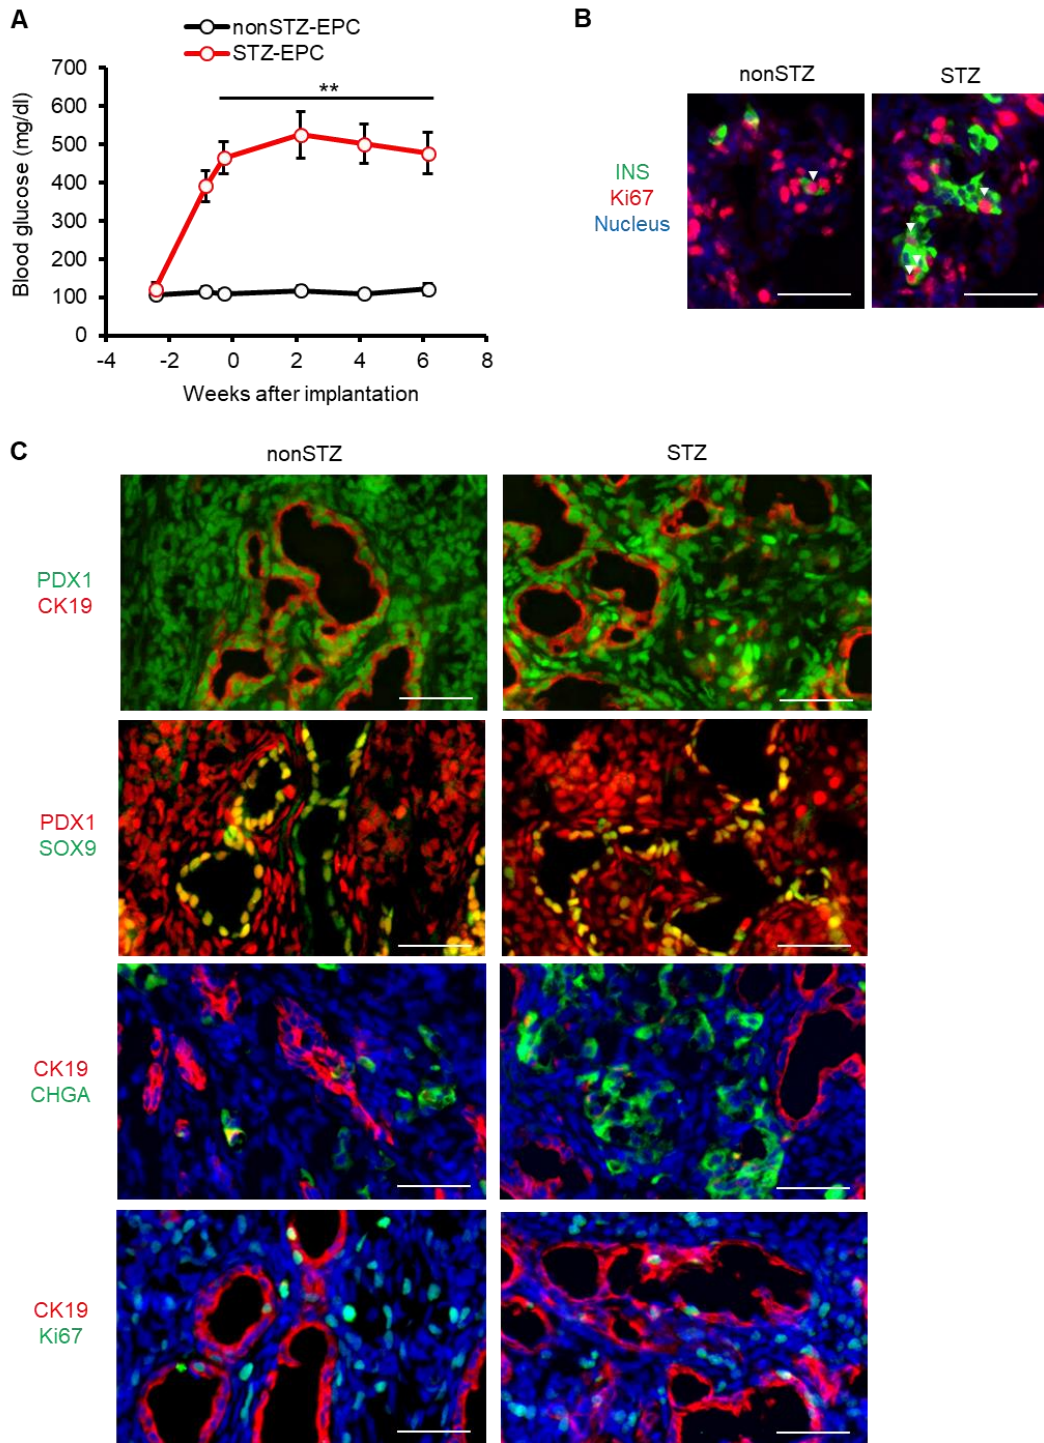 A
nonSTZ-EPC
STZ-EPC
**
Blood glucose (mg/dl)
700
600
500
400
300
200
100
0
-4 -2 0 2 4 6 8
Weeks after implantation
B
nonSTZ STZ
INS
Ki67
Nucleus
C
nonSTZ STZ
PDX1
CK19
PDX1
SOX9
CK19
CHGA
CK19
Ki67